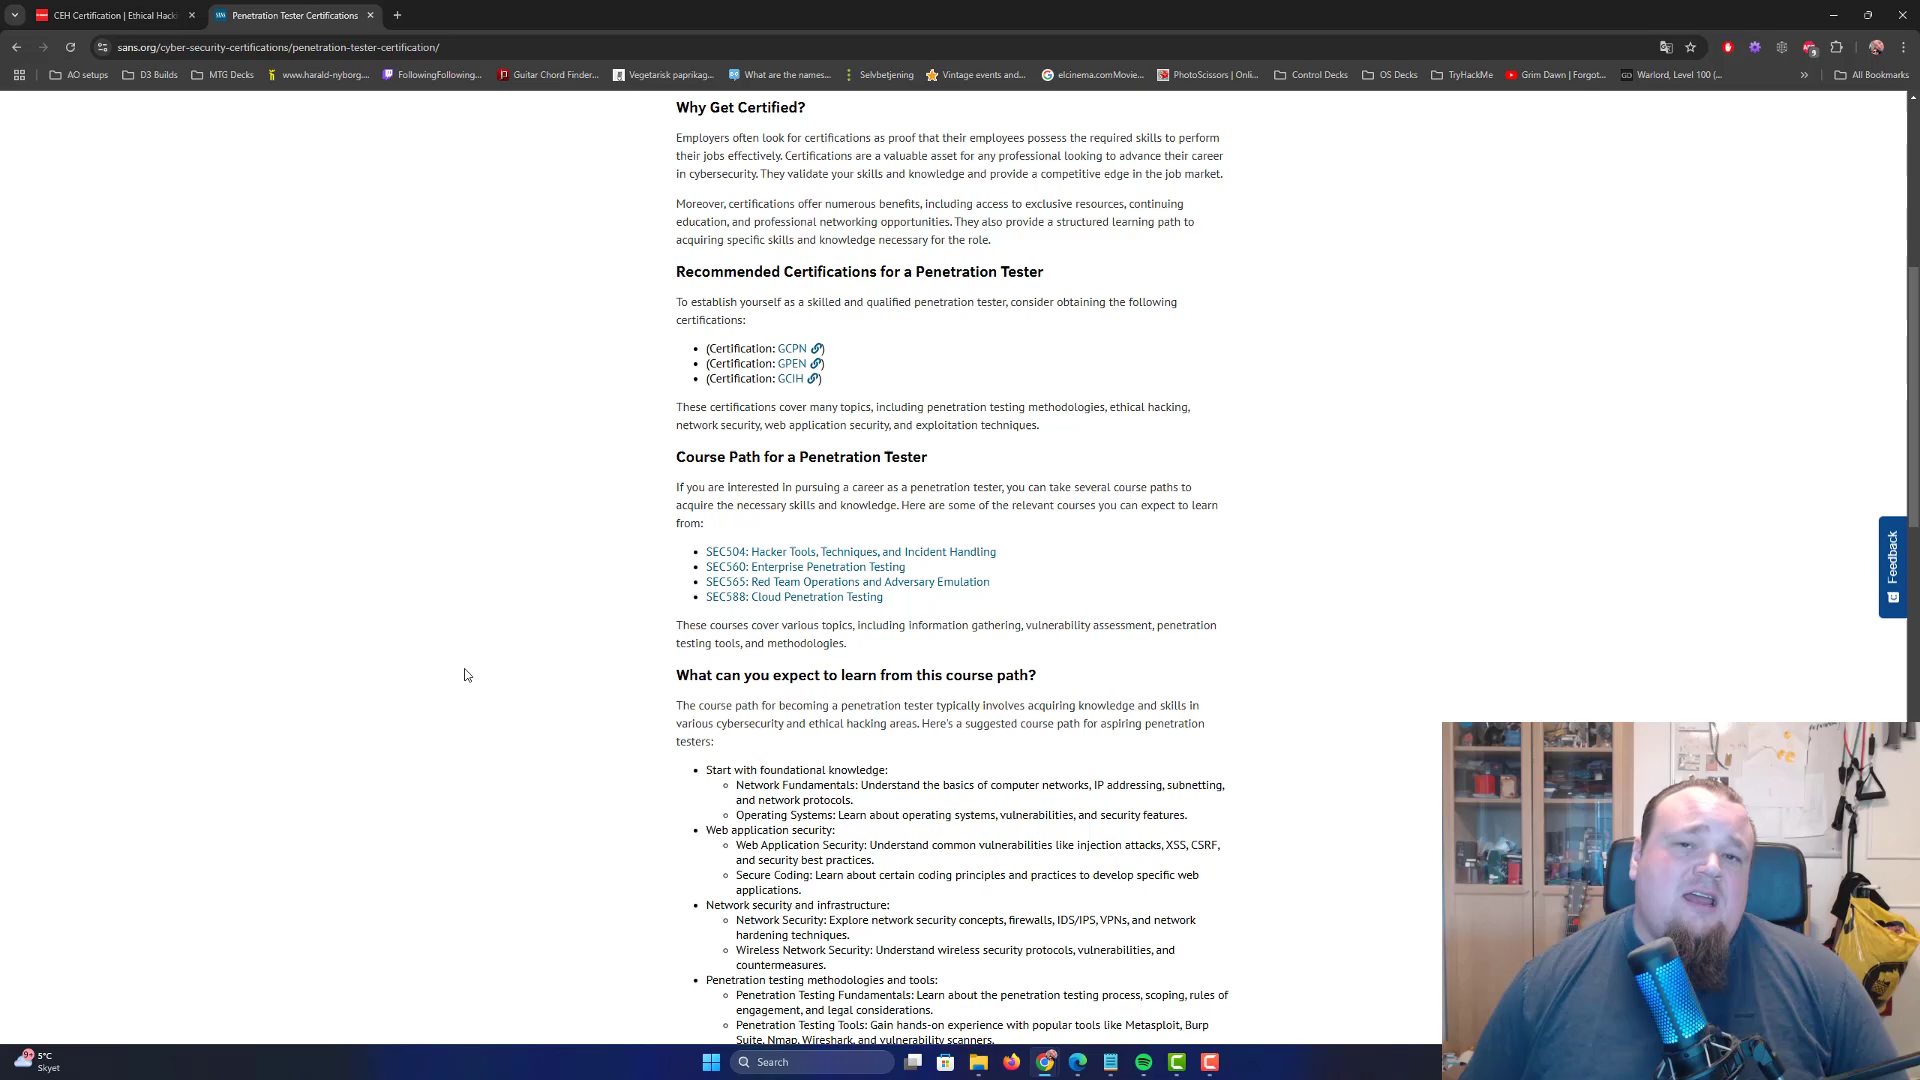 CEH Certification | Ethical Hacki
Penetration Tester Certifications
sans.org/cyber-security-certifications/penetration-tester-certification/
AO setups
D3 Builds
MTG Decks
www.harald-nyborg....
FollowingFollowing...
Guitar Chord Finder...
Vegetarisk paprikag...
What are the names...
Selvbetjening
Vintage events and...
elcinema.comMovie...
PhotoScissors | Onli...
Control Decks
OS Decks
TryHackMe
Grim Dawn | Forgot...
Warlord, Level 100 (...
All Bookmarks
Why Get Certified?
Employers often look for certifications as proof that their employees possess the required skills to perform
their jobs effectively. Certifications are a valuable asset for any professional looking to advance their career
in cybersecurity. They validate your skills and knowledge and provide a competitive edge in the job market.
Moreover, certifications offer numerous benefits, including access to exclusive resources, continuing
education, and professional networking opportunities. They also provide a structured learning path to
acquiring specific skills and knowledge necessary for the role.
Recommended Certifications for a Penetration Tester
To establish yourself as a skilled and qualified penetration tester, consider obtaining the following
certifications:
• (Certification: GCPN)
• (Certification: GPEN)
• (Certification: GCIH)
These certifications cover many topics, including penetration testing methodologies, ethical hacking,
network security, web application security, and exploitation techniques.
Course Path for a Penetration Tester
If you are interested in pursuing a career as a penetration tester, you can take several course paths to
acquire the necessary skills and knowledge. Here are some of the relevant courses you can expect to learn
from:
• SEC504: Hacker Tools, Techniques, and Incident Handling
• SEC560: Enterprise Penetration Testing
• SEC565: Red Team Operations and Adversary Emulation
• SEC588: Cloud Penetration Testing
Feedback
These courses cover various topics, including information gathering, vulnerability assessment, penetration
testing tools, and methodologies.
What can you expect to learn from this course path?
The course path for becoming a penetration tester typically involves acquiring knowledge and skills in
various cybersecurity and ethical hacking areas. Here's a suggested course path for aspiring penetration
testers:
• Start with foundational knowledge:
◦ Network Fundamentals: Understand the basics of computer networks, IP addressing, subnetting,
and network protocols.
◦ Operating Systems: Learn about operating systems, vulnerabilities, and security features.
• Web application security:
◦ Web Application Security: Understand common vulnerabilities like injection attacks, XSS, CSRF,
and security best practices.
◦ Secure Coding: Learn about certain coding principles and practices to develop specific web
applications.
• Network security and infrastructure:
◦ Network Security: Explore network security concepts, firewalls, IDS/IPS, VPNs, and network
hardening techniques.
◦ Wireless Network Security: Understand wireless security protocols, vulnerabilities, and
countermeasures.
• Penetration testing methodologies and tools:
◦ Penetration Testing Fundamentals: Learn about the penetration testing process, scoping, rules of
engagement, and legal considerations.
◦ Penetration Testing Tools: Gain hands-on experience with popular tools like Metasploit, Burp
Suite, Nmap, Wireshark, and vulnerability scanners.
5°C
Skyet
Search